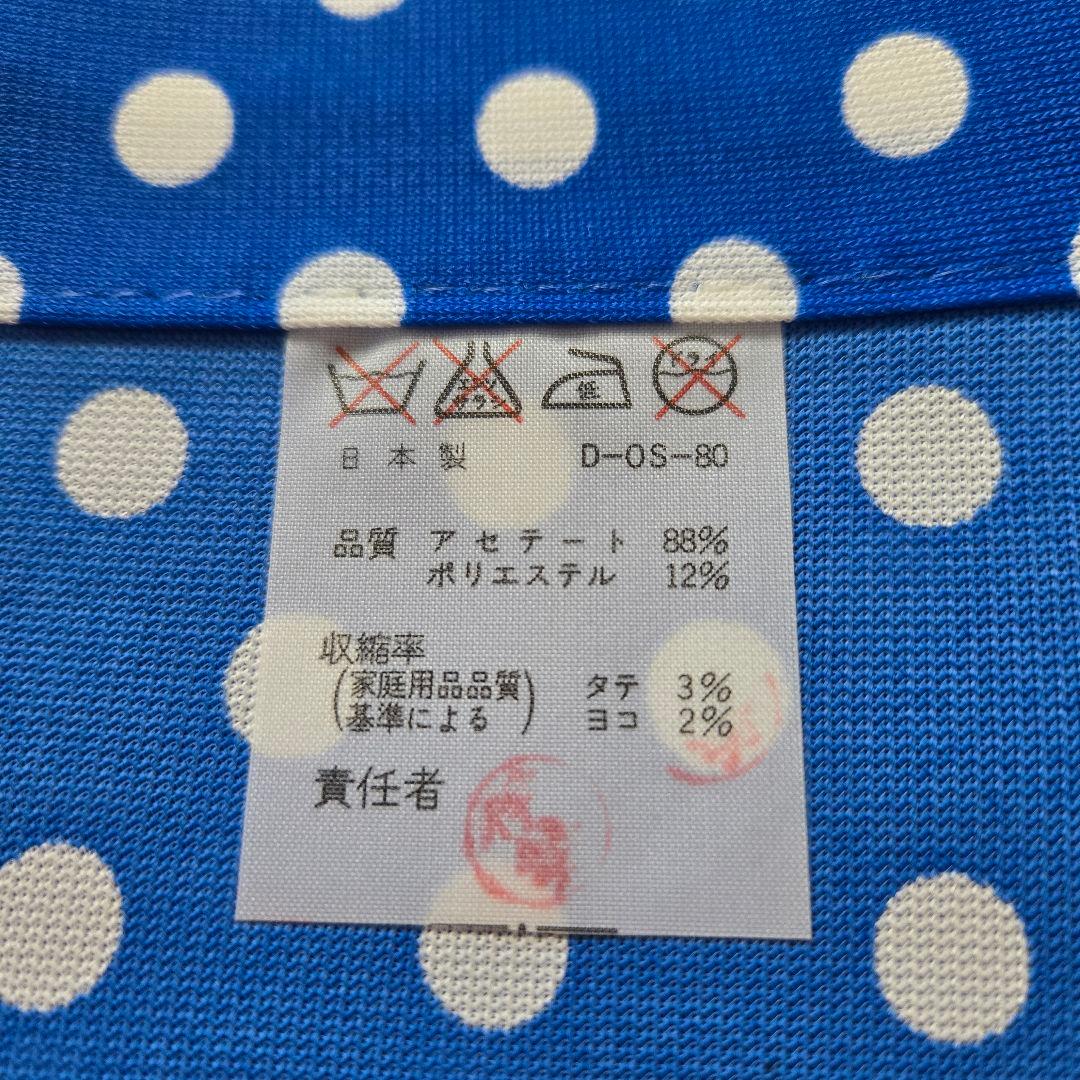 低
日本製 D-OS-80
品質 アセテート 88%
ポリエステル 12%
収縮率
(家庭用品品質 タテ 3%
基準による) ヨコ 2%
責任者